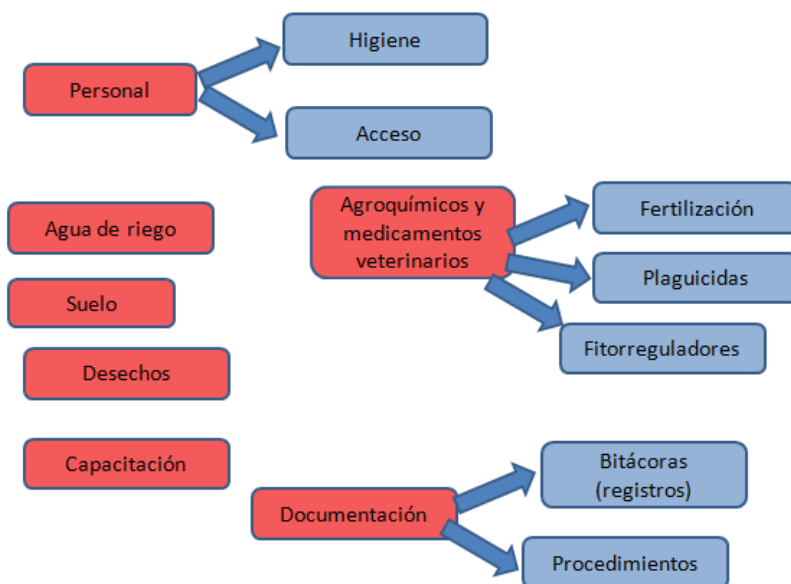 Higiene
Personal
Acceso
Agroquímicos y
medicamentos
veterinarios
Fertilización
Agua de riego
Plaguicidas
Suelo
Fitorreguladores
Desechos
Capacitación
Bitácoras
(registros)
Documentación
Procedimientos